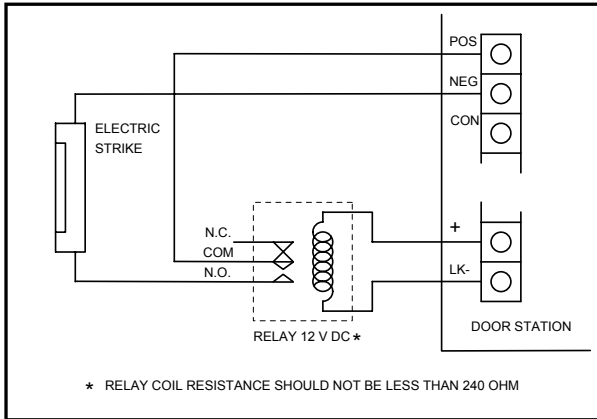 POS
NEG
ELECTRIC
STRIKE
CON
N.C.
COM
N.O.
+
LK-
RELAY 12 V DC *
DOOR STATION
* RELAY COIL RESISTANCE SHOULD NOT BE LESS THAN 240 OHM